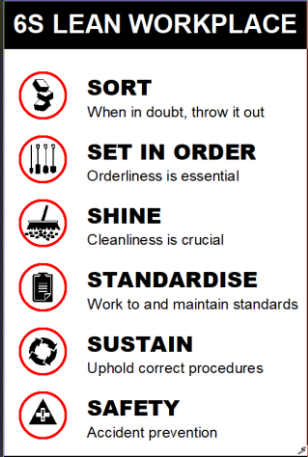 6S LEAN WORKPLACE
SORT
When in doubt, throw it out
SET IN ORDER
Orderliness is essential
SHINE
Cleanliness is crucial
STANDARDISE
Work to and maintain standards
SUSTAIN
Uphold correct procedures
SAFETY
Accident prevention